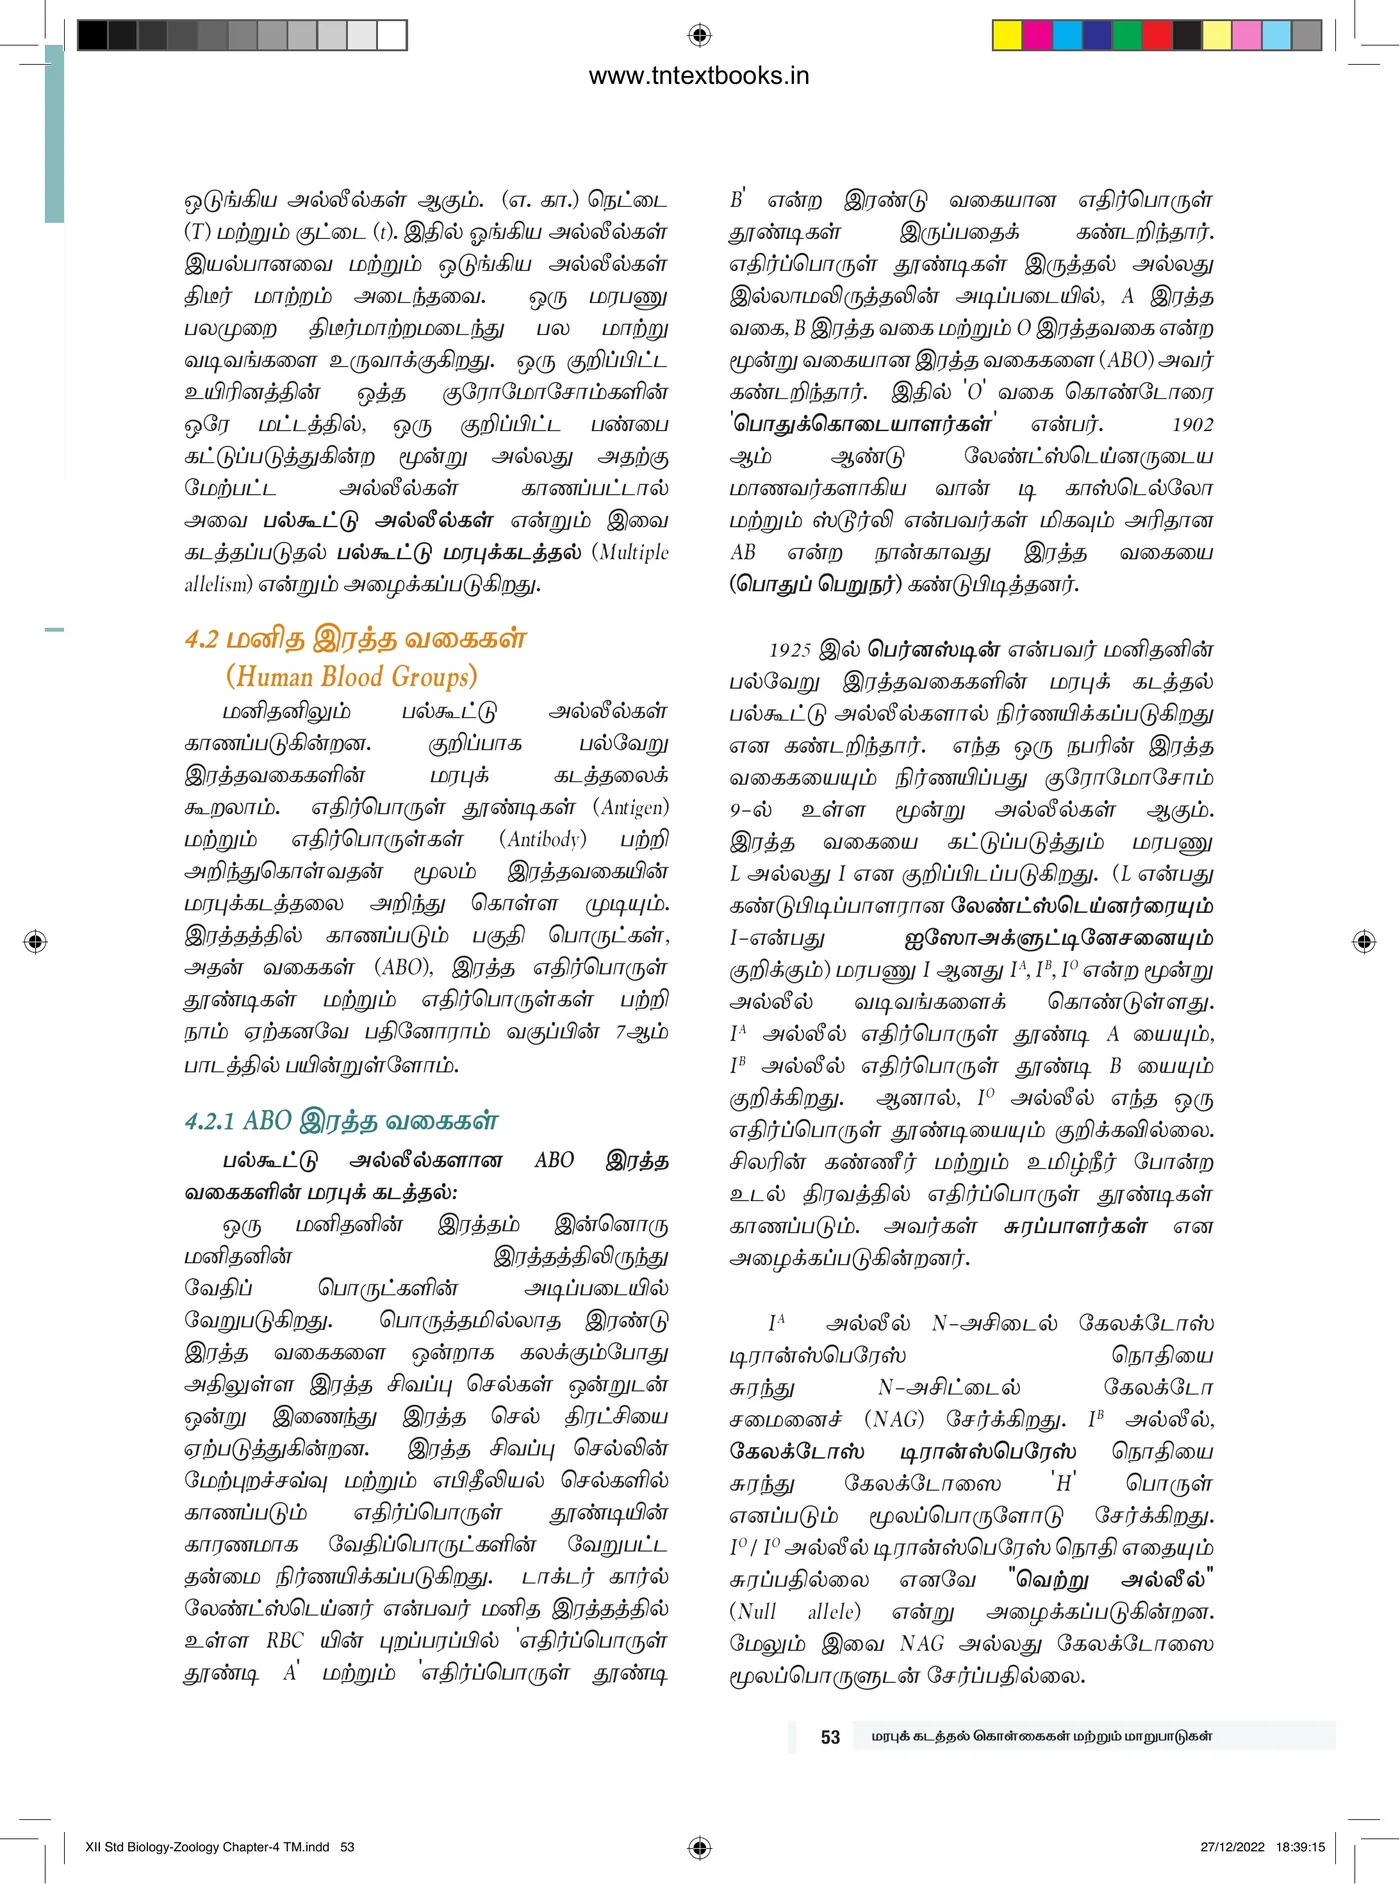 www.tntextbooks.in
ஒடுங்கிய அல்லீல்கள் ஆகும். (எ. கா.) நெட்டை
(T) மற்றும் குட்டை (t). இதில் ஓங்கிய அல்லீல்கள்
இயல்பானவை மற்றும் ஒடுங்கிய அல்லீல்கள்
திடீர் மாற்றம் அடைந்தவை. ஒரு மரபணு
பலமுறை திடீர்மாற்றமடைந்து பல மாற்று
வடிவங்களை உருவாக்குகிறது. ஒரு குறிப்பிட்ட
உயிரினத்தின் ஒத்த குரோமோசோம்களின்
ஒரே மட்டத்தில், ஒரு குறிப்பிட்ட பண்பை
கட்டுப்படுத்துகின்ற மூன்று அல்லது அதற்கு
மேற்பட்ட அல்லீல்கள் காணப்பட்டால்
அவை பல்கூட்டு அல்லீல்கள் என்றும் இவை
கடத்தப்படுதல் பல்கூட்டு மரபுக்கடத்தல் (Multiple
allelism) என்றும் அழைக்கப்படுகிறது.
4.2 மனித இரத்த வகைகள்
(Human Blood Groups)
மனிதனிலும் பல்கூட்டு அல்லீல்கள்
காணப்படுகின்றன. குறிப்பாக பல்வேறு
இரத்தவகைகளின் மரபுக் கடத்தலைக்
கூறலாம். எதிர்பொருள் தூண்டிகள் (Antigen)
மற்றும் எதிர்பொருள்கள் (Antibody) பற்றி
அறிந்துகொள்வதன் மூலம் இரத்தவகையின்
மரபுக்கடத்தலை அறிந்து கொள்ள முடியும்.
இரத்தத்தில் காணப்படும் பகுதி பொருட்கள்,
அதன் வகைகள் (ABO), இரத்த எதிர்பொருள்
தூண்டிகள் மற்றும் எதிர்பொருள்கள் பற்றி
நாம் ஏற்கனவே பதினோராம் வகுப்பின் 7ஆம்
பாடத்தில் பயின்றுள்ளோம்.
4.2.1 ABO இரத்த வகைகள்
பல்கூட்டு அல்லீல்களான ABO இரத்த
வகைகளின் மரபுக் கடத்தல்:
ஒரு மனிதனின் இரத்தம் இன்னொரு
மனிதனின் இரத்தத்திலிருந்து
வேதிப் பொருட்களின் அடிப்படையில்
வேறுபடுகிறது. பொருத்தமில்லாத இரண்டு
இரத்த வகைகளை ஒன்றாக கலக்கும்போது
அதிலுள்ள இரத்த சிவப்பு செல்கள் ஒன்றுடன்
ஒன்று இணைந்து இரத்த செல் திரட்சியை
ஏற்படுத்துகின்றன. இரத்த சிவப்பு செல்லின்
மேற்புறச்சவ்வு மற்றும் எபிதீலியல் செல்களில்
காணப்படும் எதிர்ப்பொருள் தூண்டியின்
காரணமாக வேதிப்பொருட்களின் வேறுபட்ட
தன்மை நிர்ணயிக்கப்படுகிறது. டாக்டர் கார்ல்
லேண்ட்ஸ்டெய்னர் என்பவர் மனித இரத்தத்தில்
உள்ள RBC யின் புறப்பரப்பில் 'எதிர்ப்பொருள்
தூண்டி A' மற்றும் 'எதிர்ப்பொருள் தூண்டி
B' என்ற இரண்டு வகையான எதிர்பொருள்
தூண்டிகள் இருப்பதைக் கண்டறிந்தார்.
எதிர்ப்பொருள் தூண்டிகள் இருத்தல் அல்லது
இல்லாமலிருத்தலின் அடிப்படையில், A இரத்த
வகை, B இரத்த வகை மற்றும் O இரத்தவகை என்ற
மூன்று வகையான இரத்த வகைகளை (ABO) அவர்
கண்டறிந்தார். இதில் 'O' வகை கொண்டோரை
'பொதுக்கொடையாளர்கள்' என்பர். 1902
ஆம் ஆண்டு லேண்ட்ஸ்டெய்னருடைய
மாணவர்களாகிய வான் டி காஸ்டெல்லோ
மற்றும் ஸ்டூர்லி என்பவர்கள் மிகவும் அரிதான
AB என்ற நான்காவது இரத்த வகையை
(பொதுப் பெறுநர்) கண்டுபிடித்தனர்.
1925 இல் பெர்னஸ்டின் என்பவர் மனிதனின்
பல்வேறு இரத்தவகைகளின் மரபுக் கடத்தல்
பல்கூட்டு அல்லீல்களால் நிர்ணயிக்கப்படுகிறது
என கண்டறிந்தார். எந்த ஒரு நபரின் இரத்த
வகைகயையும் நிர்ணயிப்பது குரோமோசோம்
9-ல் உள்ள மூன்று அல்லீல்கள் ஆகும்.
இரத்த வகையை கட்டுப்படுத்தும் மரபணு
L அல்லது I என குறிப்பிடப்படுகிறது. (L என்பது
கண்டுபிடிப்பாளரான லேண்ட்ஸ்டெய்னர்ரையும்
I-என்பது ஐஸோஅக்ளுட்டினேசனையும்
குறிக்கும்) மரபணு I ஆனது Iᴬ, Iᴮ, Iᴼ என்ற மூன்று
அல்லீல் வடிவங்களைக் கொண்டுள்ளது.
Iᴬ அல்லீல் எதிர்பொருள் தூண்டி A யையும்,
Iᴮ அல்லீல் எதிர்பொருள் தூண்டி B யையும்
குறிக்கிறது. ஆனால், Iᴼ அல்லீல் எந்த ஒரு
எதிர்ப்பொருள் தூண்டியையும் குறிக்கவில்லை.
சிலரின் கண்ணீர் மற்றும் உமிழ்நீர் போன்ற
உடல் திரவத்தில் எதிர்ப்பொருள் தூண்டிகள்
காணப்படும். அவர்கள் சுரப்பாளர்கள் என
அழைக்கப்படுகின்றனர்.
Iᴬ அல்லீல் N-அசிடைல் கேலக்டோஸ்
டிரான்ஸ்பெரேஸ் நொதியை
சுரந்து N-அசிட்டைல் கேலக்டோ
சமைனைச் (NAG) சேர்க்கிறது. Iᴮ அல்லீல்,
கேலக்டோஸ் டிரான்ஸ்பெரேஸ் நொதியை
சுரந்து கேலக்டோஸை 'H' பொருள்
எனப்படும் மூலப்பொருளோடு சேர்க்கிறது.
Iᴼ / Iᴼ அல்லீல் டிரான்ஸ்பெரேஸ் நொதி எதையும்
சுரப்பதில்லை எனவே "வெற்று அல்லீல்"
(Null allele) என்று அழைக்கப்படுகின்றன.
மேலும் இவை NAG அல்லது கேலக்டோஸை
மூலப்பொருளுடன் சேர்ப்பதில்லை.
53 மரபுக் கடத்தல் கொள்கைகள் மற்றும் மாறுபாடுகள்
XII Std Biology-Zoology Chapter-4 TM.indd 53 27/12/2022 18:39:15